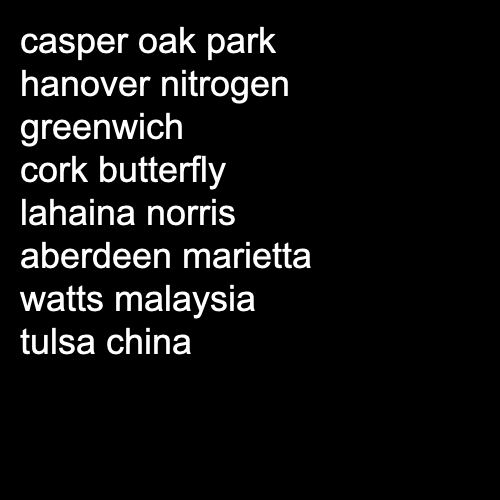 casper oak park
hanover nitrogen
greenwich
cork butterfly
lahaina norris
aberdeen marietta
watts malaysia
tulsa china